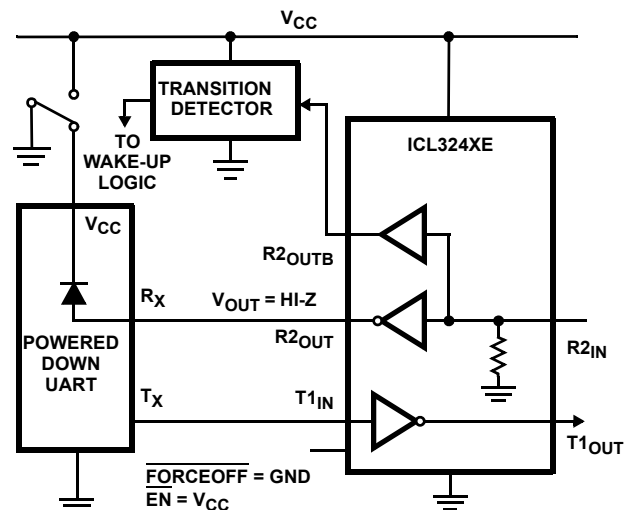 VCC
TRANSITION
DETECTOR
TO
WAKE-UP
LOGIC
ICL324XE
VCC
R2OUTB
RX
VOUT = HI-Z
R2OUT
R2IN
POWERED
DOWN
UART
TX
T1IN
T1OUT
FORCEOFF = GND
EN = VCC